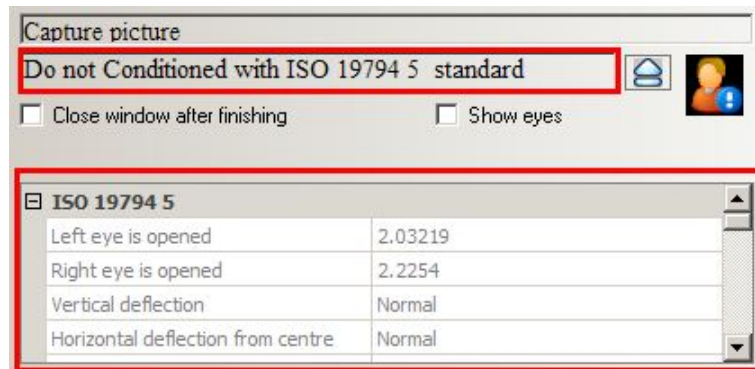 Capture picture
Do not Conditioned with ISO 19794 5 standard
Close window after finishing Show eyes
ISO 19794 5
Left eye is opened 2.03219
Right eye is opened 2.2254
Vertical deflection Normal
Horizontal deflection from centre Normal